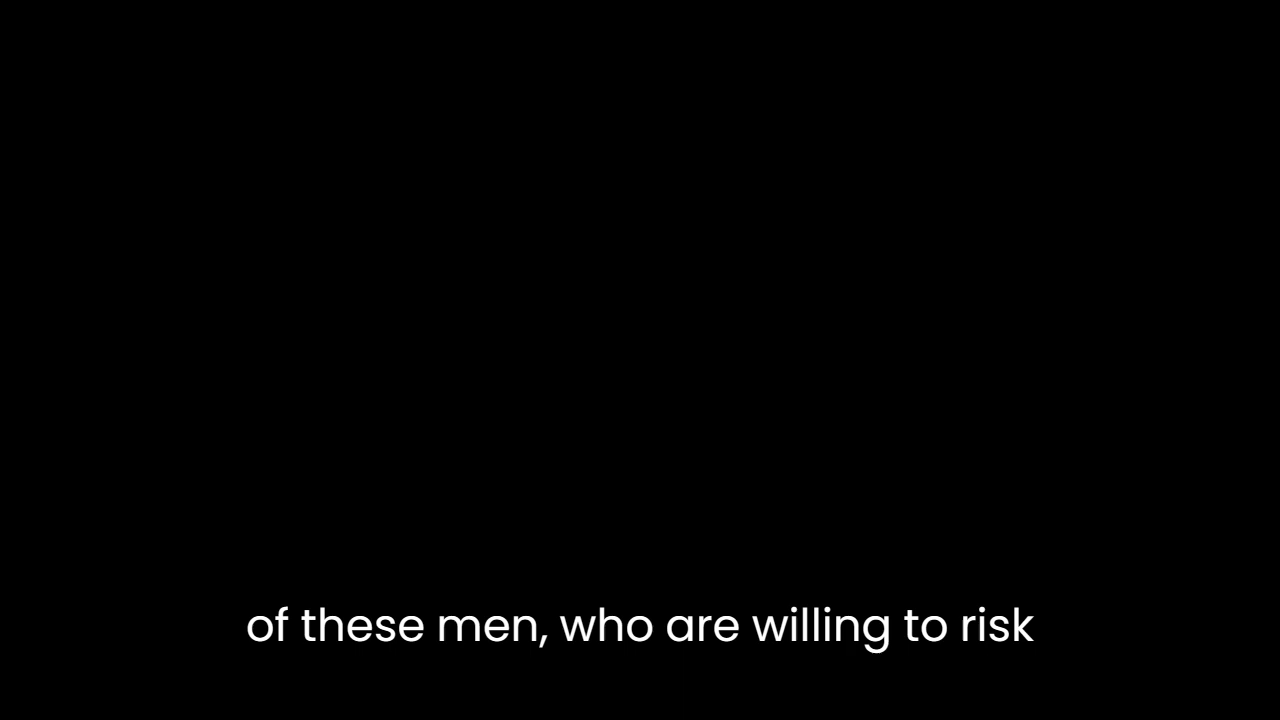 of these men, who are willing to risk